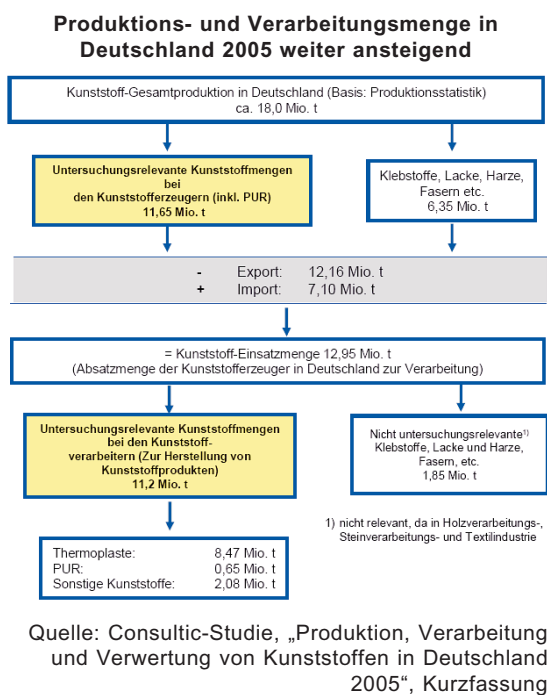 Produktions- und Verarbeitungsmenge in
Deutschland 2005 weiter ansteigend
Kunststoff-Gesamtproduktion in Deutschland (Basis: Produktionsstatistik)
ca. 18,0 Mio. t
Untersuchungsrelevante Kunststoffmengen
bei
den Kunststofferzeugern (inkl. PUR)
11,65 Mio. t
Klebstoffe, Lacke, Harze,
Fasern etc.
6,35 Mio. t
- Export: 12,16 Mio. t
+ Import: 7,10 Mio. t
= Kunststoff-Einsatzmenge 12,95 Mio. t
(Absatzmenge der Kunststofferzeuger in Deutschland zur Verarbeitung)
Untersuchungsrelevante Kunststoffmengen
bei den Kunststoff-
verarbeitern (Zur Herstellung von
Kunststoffprodukten)
11,2 Mio. t
Nicht untersuchungsrelevante1)
Klebstoffe, Lacke und Harze,
Fasern, etc.
1,85 Mio. t
1) nicht relevant, da in Holzverarbeitungs-,
Steinverarbeitungs- und Textilindustrie
Thermoplaste: 8,47 Mio. t
PUR: 0,65 Mio. t
Sonstige Kunststoffe: 2,08 Mio. t
Quelle: Consultic-Studie, „Produktion, Verarbeitung
und Verwertung von Kunststoffen in Deutschland
2005“, Kurzfassung